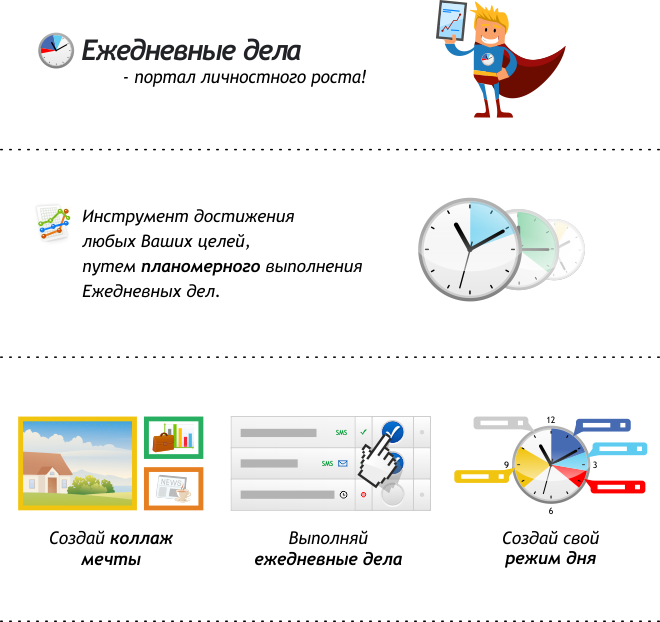 Ежедневные дела
- портал личностного роста!
Инструмент достижения
любых Ваших целей,
путем планомерного выполнения
Ежедневных дел.
NEWS
SMS
SMS
12
9
3
6
Создай коллаж
мечты
Выполняй
ежедневные дела
Создай свой
режим дня